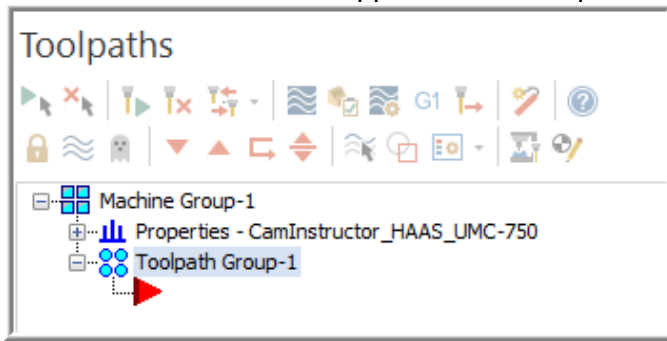 Toolpaths
G1
Machine Group-1
Properties - CamInstructor_HAAS_UMC-750
Toolpath Group-1